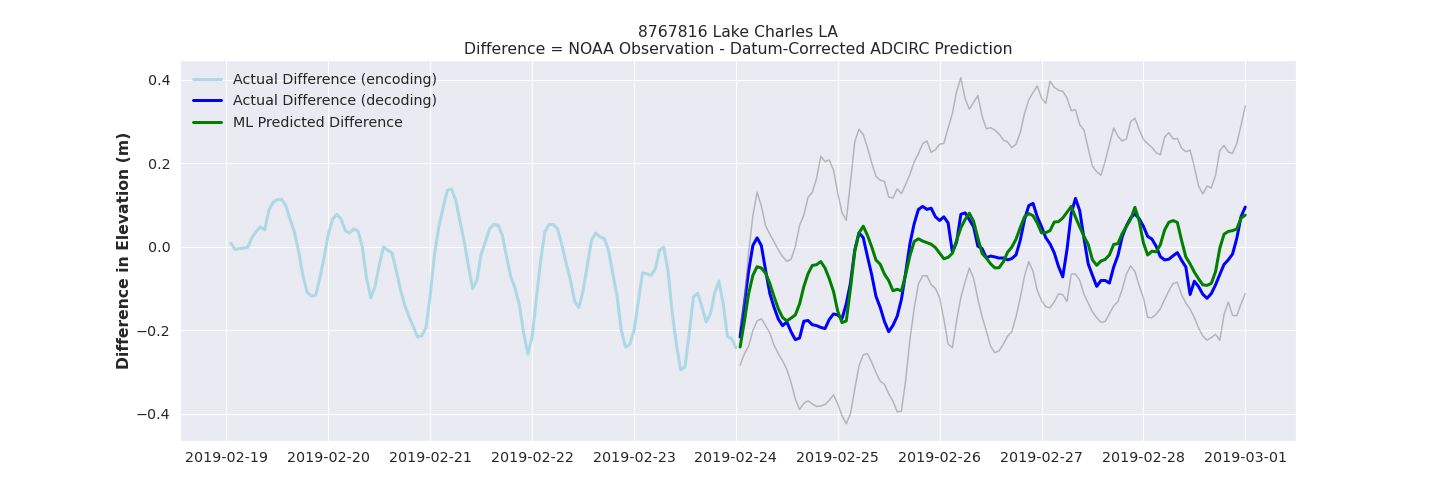 8767816 Lake Charles LA
Difference = NOAA Observation - Datum-Corrected ADCIRC Prediction
Actual Difference (encoding)
Actual Difference (decoding)
ML Predicted Difference
Difference in Elevation (m)
0.4
0.2
0.0
−0.2
−0.4
2019-02-19 2019-02-20 2019-02-21 2019-02-22 2019-02-23 2019-02-24 2019-02-25 2019-02-26 2019-02-27 2019-02-28 2019-03-01